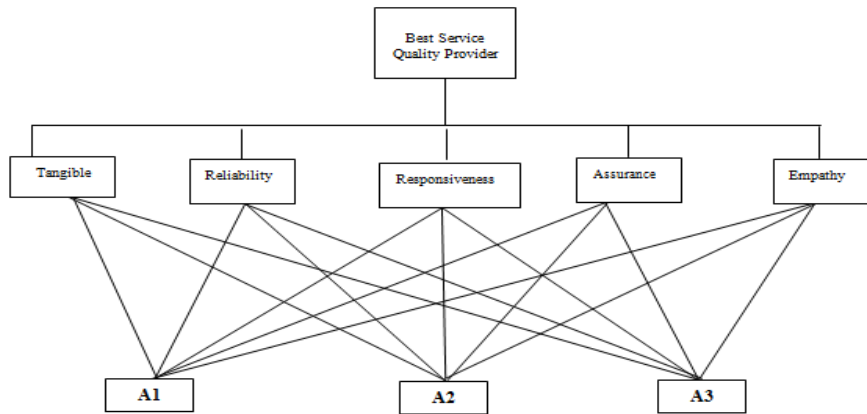 Best Service
Quality Provider
Tangible
Reliability
Responsiveness
Assurance
Empathy
A1
A2
A3